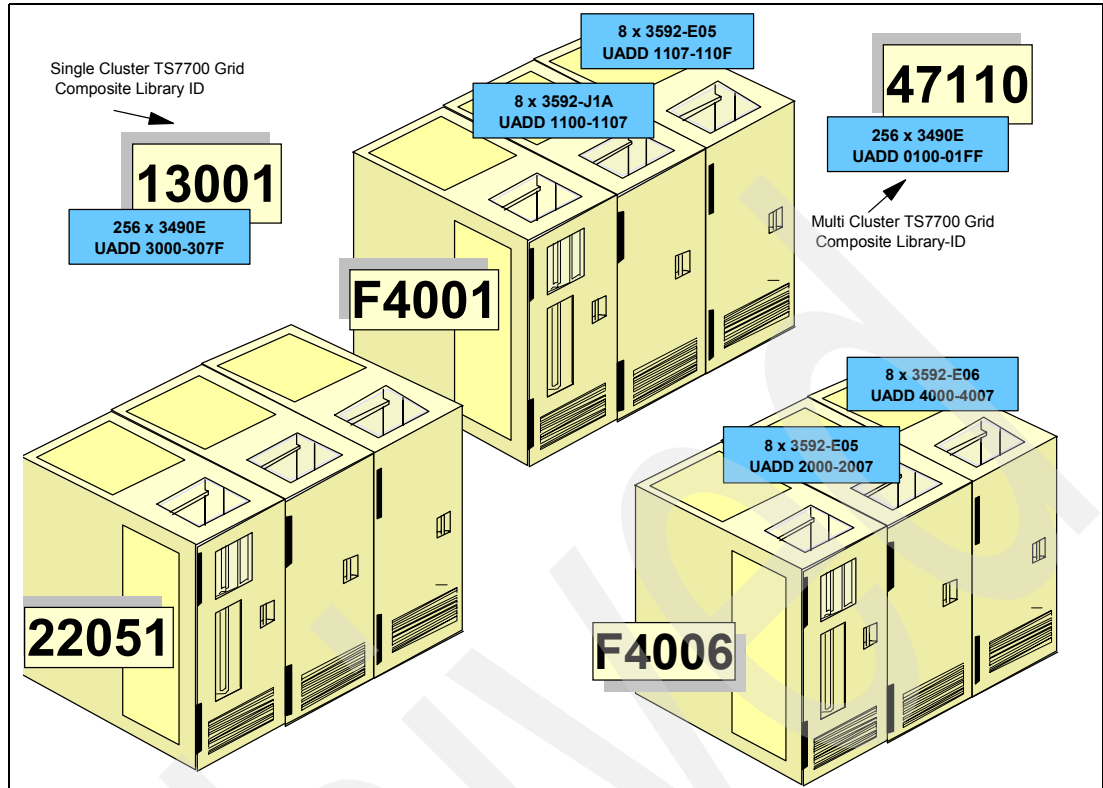 8 x 3592-E05
UADD 1107-110F
Single Cluster TS7700 Grid
Composite Library ID
47110
8 x 3592-J1A
UADD 1100-1107
256 x 3490E
UADD 0100-01FF
13001
256 x 3490E
UADD 3000-307F
Multi Cluster TS7700 Grid
Composite Library-ID
F4001
8 x 3592-E06
UADD 4000-4007
8 x 3592-E05
UADD 2000-2007
22051
F4006